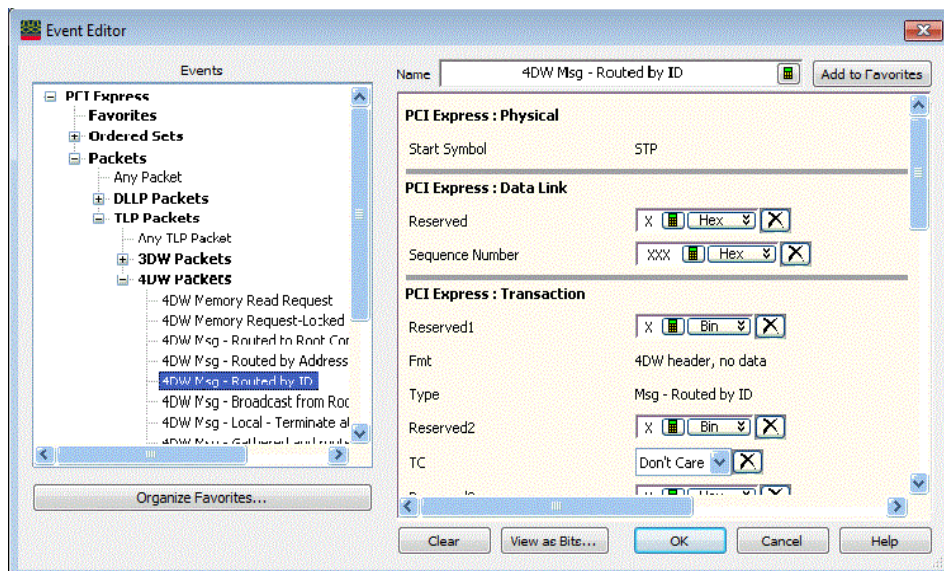 Event Editor
Events
PCI Express
Favorites
Ordered Sets
Packets
Any Packet
DLLP Packets
TLP Packets
Any TLP Packet
3DW Packets
4DW Packets
4DW Memory Read Request
4DW Memory Request-Locked
4DW Msg - Routed to Root Cor
4DW Msg - Routed by Address
4DW Msg - Routed by ID
4DW Msg - Broadcast from Roo
4DW Msg - Local - Terminate at
4DW Msg - Gathered and route
Organize Favorites...
Name 4DW Msg - Routed by ID Add to Favorites
PCI Express : Physical
Start Symbol STP
PCI Express : Data Link
Reserved X Hex
Sequence Number XXX Hex
PCI Express : Transaction
Reserved1 X Bin
Fmt 4DW header, no data
Type Msg - Routed by ID
Reserved2 X Bin
TC Don't Care
Clear View as Bits... OK Cancel Help